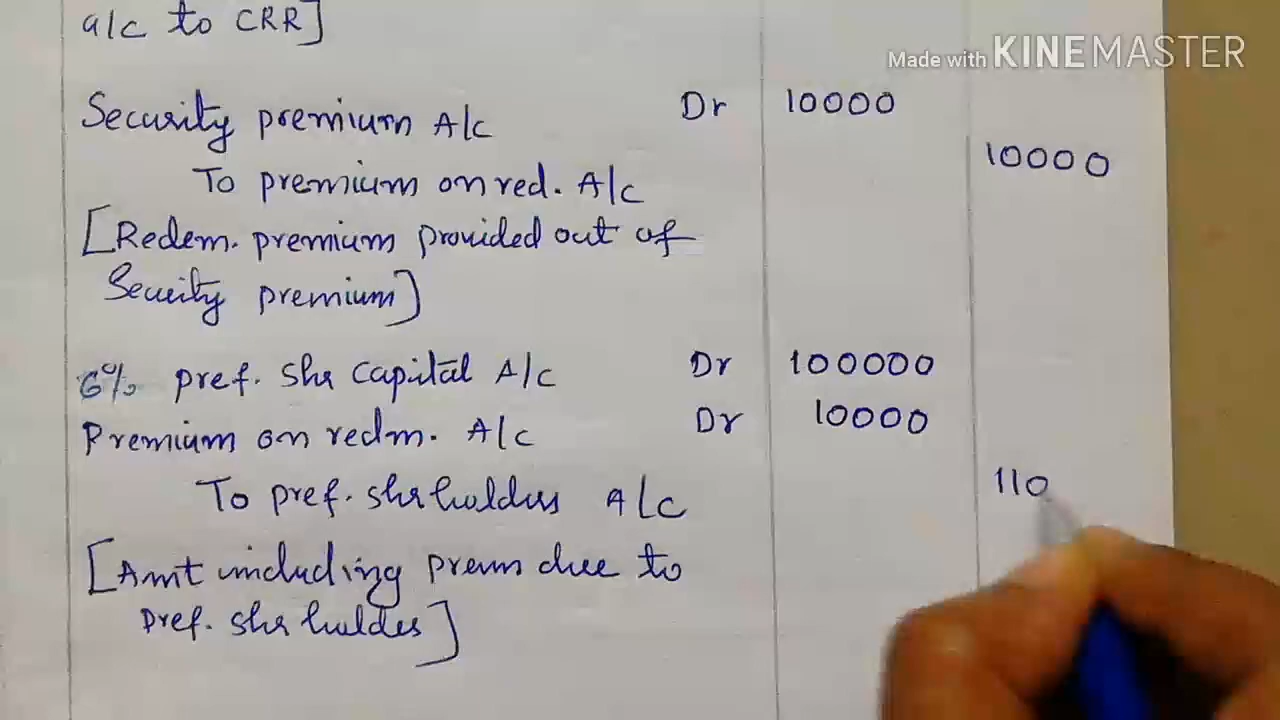 a/c to CRR]
Made with KINEMASTER
Security premium A/c Dr 10000
To premium on red. A/c 10000
[Redem. premium provided out of
Security premium]
6% pref. shr capital A/c Dr 100000
Premium on redm. A/c Dr 10000
To pref. shr holders A/c 110
[Amt including prem due to
pref. shr holders]